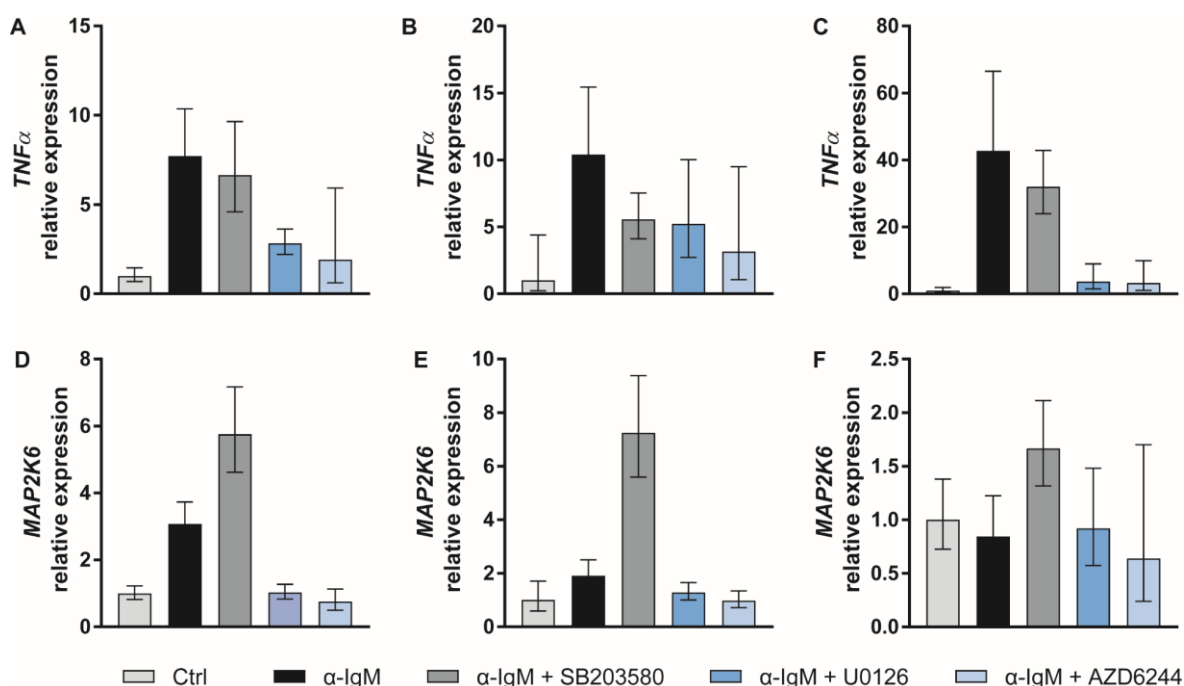 A
TNFα
relative expression
15
10
5
0
B
TNFα
relative expression
20
15
10
5
0
C
TNFα
relative expression
80
60
40
20
0
D
MAP2K6
relative expression
8
6
4
2
0
E
MAP2K6
relative expression
10
8
6
4
2
0
F
MAP2K6
relative expression
2.5
2.0
1.5
1.0
0.5
0.0
Ctrl α-IgM α-IgM + SB203580 α-IgM + U0126 α-IgM + AZD6244